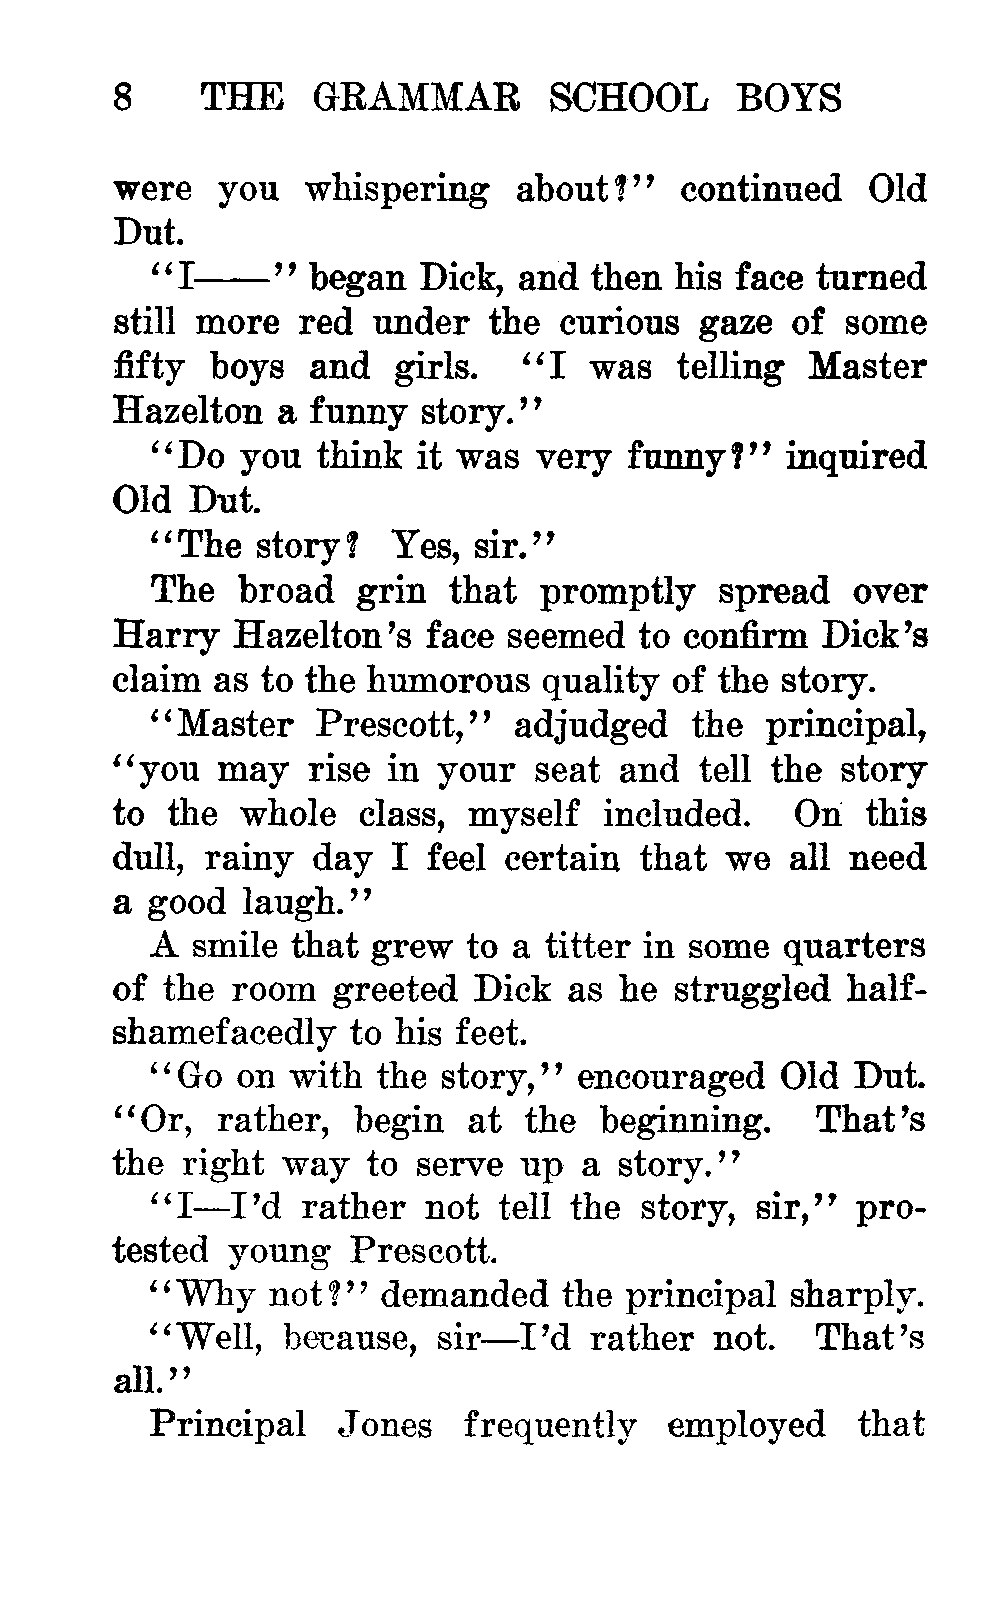 8 THE GRAMMAR SCHOOL BOYS
were you whispering about?" continued Old
Dut.
"I——" began Dick, and then his face turned
still more red under the curious gaze of some
fifty boys and girls. "I was telling Master
Hazelton a funny story."
"Do you think it was very funny?" inquired
Old Dut.
"The story? Yes, sir."
The broad grin that promptly spread over
Harry Hazelton's face seemed to confirm Dick's
claim as to the humorous quality of the story.
"Master Prescott," adjudged the principal,
"you may rise in your seat and tell the story
to the whole class, myself included. On this
dull, rainy day I feel certain that we all need
a good laugh."
A smile that grew to a titter in some quarters
of the room greeted Dick as he struggled half-
shamefacedly to his feet.
"Go on with the story," encouraged Old Dut.
"Or, rather, begin at the beginning. That's
the right way to serve up a story."
"I—I'd rather not tell the story, sir," pro-
tested young Prescott.
"Why not?" demanded the principal sharply.
"Well, because, sir—I'd rather not. That's
all."
Principal Jones frequently employed that